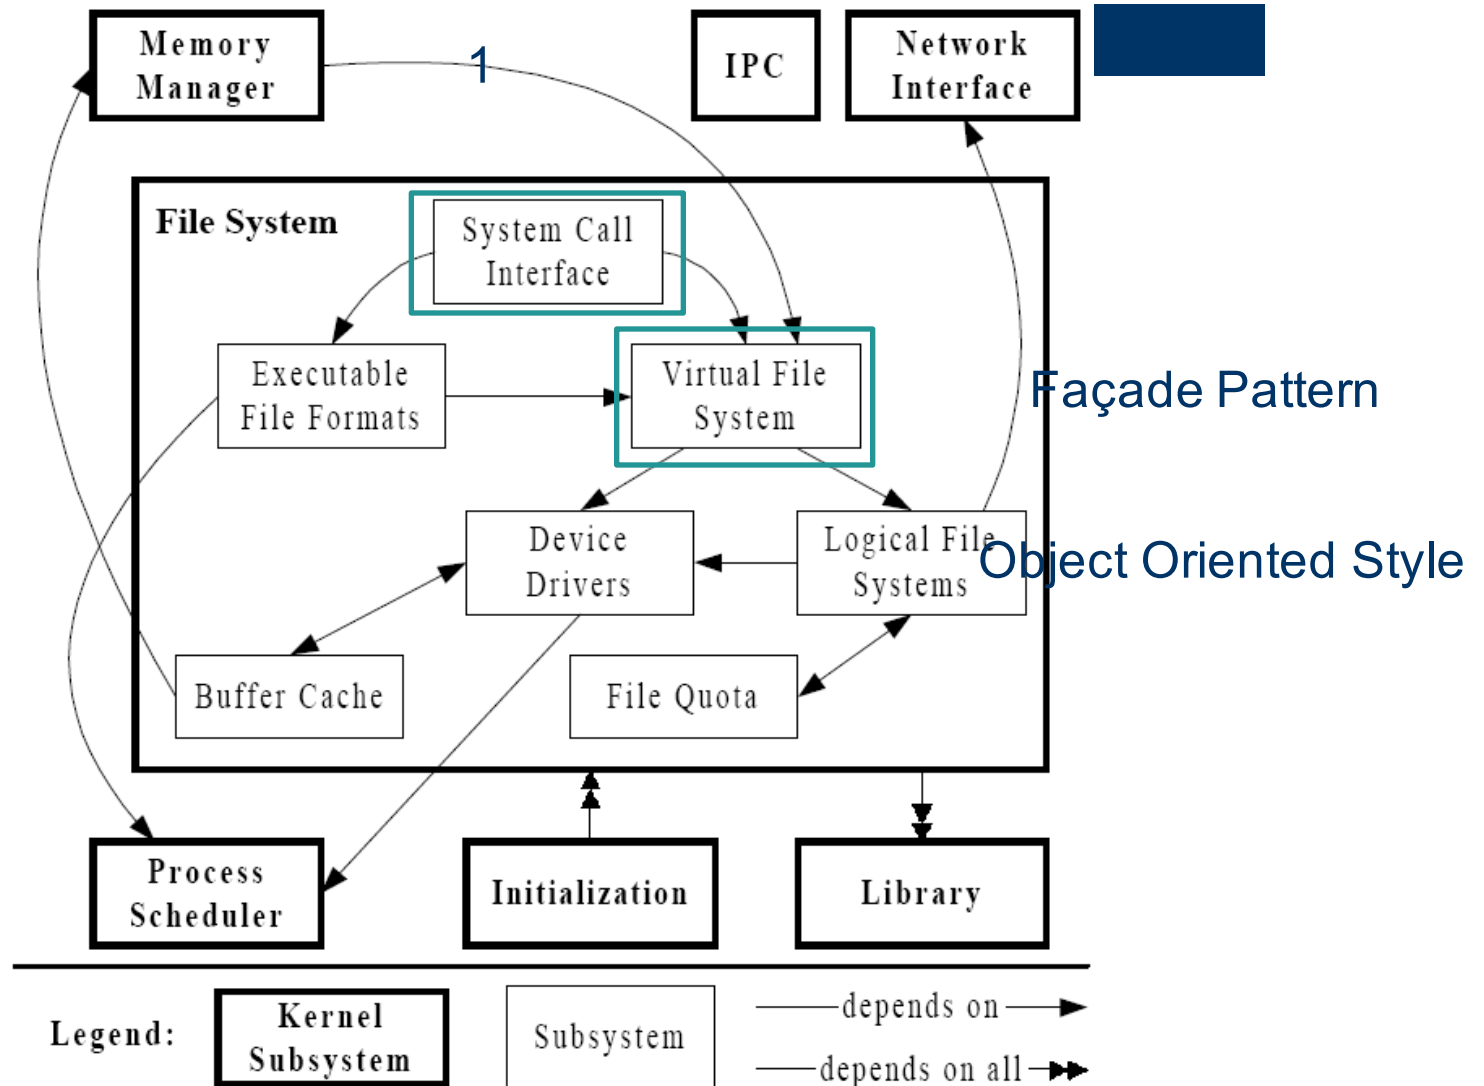 Memory
Manager
1
IPC
Network
Interface
File System
System Call
Interface
Executable
File Formats
Virtual File
System
Façade Pattern
Device
Drivers
Logical File
Systems
Object Oriented Style
Buffer Cache
File Quota
Process
Scheduler
Initialization
Library
Legend:
Kernel
Subsystem
Subsystem
depends on
depends on all